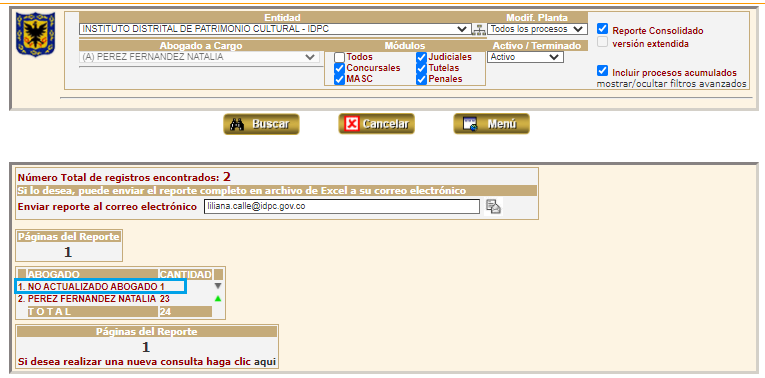 Entidad
INSTITUTO DISTRITAL DE PATRIMONIO CULTURAL - IDPC
Modif. Planta
Todos los procesos
Abogado a Cargo
(A) PEREZ FERNANDEZ NATALIA
Módulos
Todos
Judiciales
Concursales
Tutelas
MASC
Penales
Activo / Terminado
Activo
Reporte Consolidado
versión extendida
Incluir procesos acumulados
mostrar/ocultar filtros avanzados
Buscar
Cancelar
Menú
Número Total de registros encontrados: 2
Si lo desea, puede enviar el reporte completo en archivo de Excel a su correo electrónico
Enviar reporte al correo electrónico liliana.calle@idpc.gov.co
Páginas del Reporte
1
ABOGADO CANTIDAD
1. NO ACTUALIZADO ABOGADO 1
2. PEREZ FERNANDEZ NATALIA 23
T O T A L 24
Páginas del Reporte
1
Si desea realizar una nueva consulta haga clic aqui